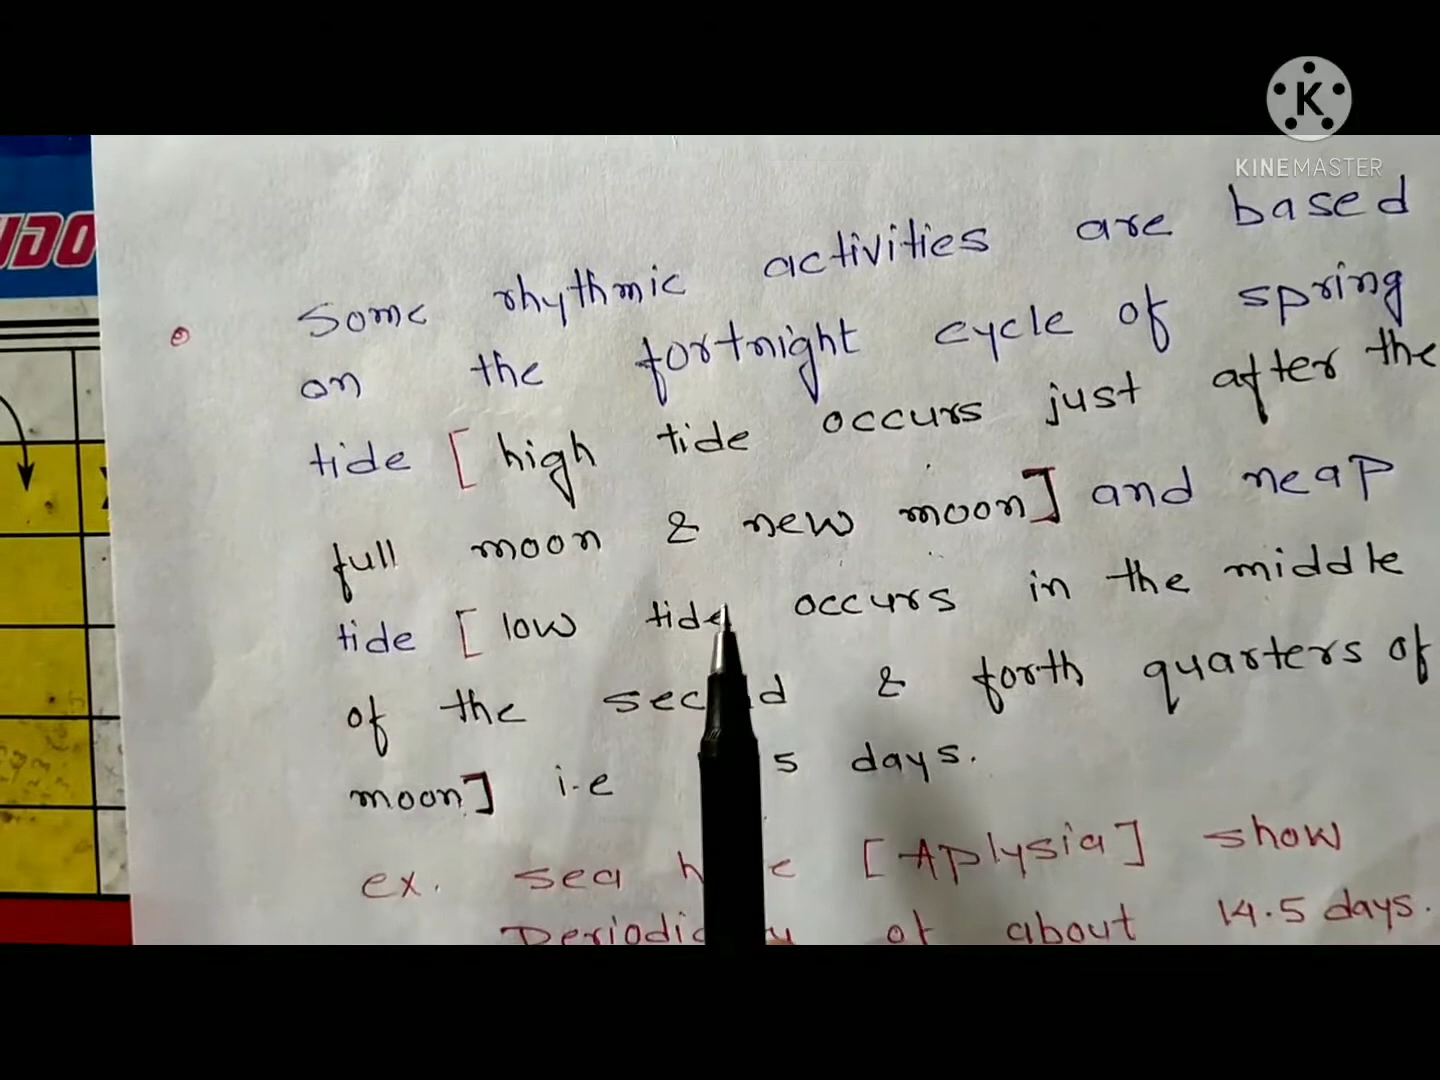 KINEMASTER
Some rhythmic activities are based
on the fortnight cycle of spring
tide [ high tide occurs just after the
full moon & new moon] and neap
tide [ low tide occurs in the middle
of the second & forth quarters of
moon] i.e 5 days.
ex. sea [Aplysia] show
of about 14.5 days.